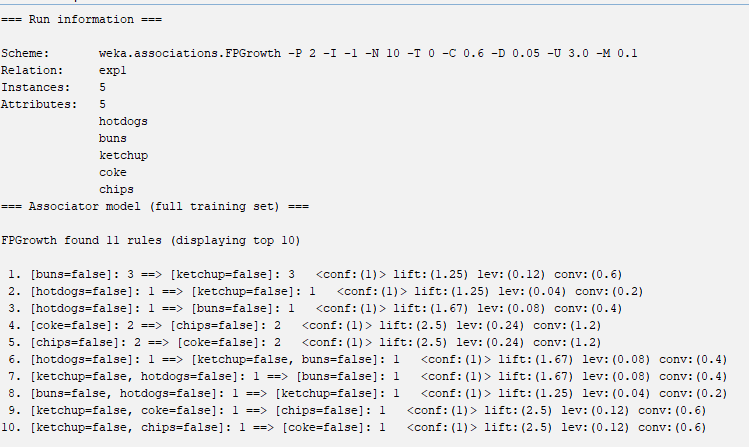 === Run information ===
Scheme: weka.associations.FPGrowth -P 2 -I -1 -N 10 -T 0 -C 0.6 -D 0.05 -U 3.0 -M 0.1
Relation: expl
Instances: 5
Attributes: 5
hotdogs
buns
ketchup
coke
chips
=== Associator model (full training set) ===
FPGrowth found 11 rules (displaying top 10)
1. [buns=false]: 3 ==> [ketchup=false]: 3 <conf:(1)> lift:(1.25) lev:(0.12) conv:(0.6)
2. [hotdogs=false]: 1 ==> [ketchup=false]: 1 <conf:(1)> lift:(1.25) lev:(0.04) conv:(0.2)
3. [hotdogs=false]: 1 ==> [buns=false]: 1 <conf:(1)> lift:(1.67) lev:(0.08) conv:(0.4)
4. [coke=false]: 2 ==> [chips=false]: 2 <conf:(1)> lift:(2.5) lev:(0.24) conv:(1.2)
5. [chips=false]: 2 ==> [coke=false]: 2 <conf:(1)> lift:(2.5) lev:(0.24) conv:(1.2)
6. [hotdogs=false]: 1 ==> [ketchup=false, buns=false]: 1 <conf:(1)> lift:(1.67) lev:(0.08) conv:(0.4)
7. [ketchup=false, hotdogs=false]: 1 ==> [buns=false]: 1 <conf:(1)> lift:(1.67) lev:(0.08) conv:(0.4)
8. [buns=false, hotdogs=false]: 1 ==> [ketchup=false]: 1 <conf:(1)> lift:(1.25) lev:(0.04) conv:(0.2)
9. [ketchup=false, coke=false]: 1 ==> [chips=false]: 1 <conf:(1)> lift:(2.5) lev:(0.12) conv:(0.6)
10. [ketchup=false, chips=false]: 1 ==> [coke=false]: 1 <conf:(1)> lift:(2.5) lev:(0.12) conv:(0.6)